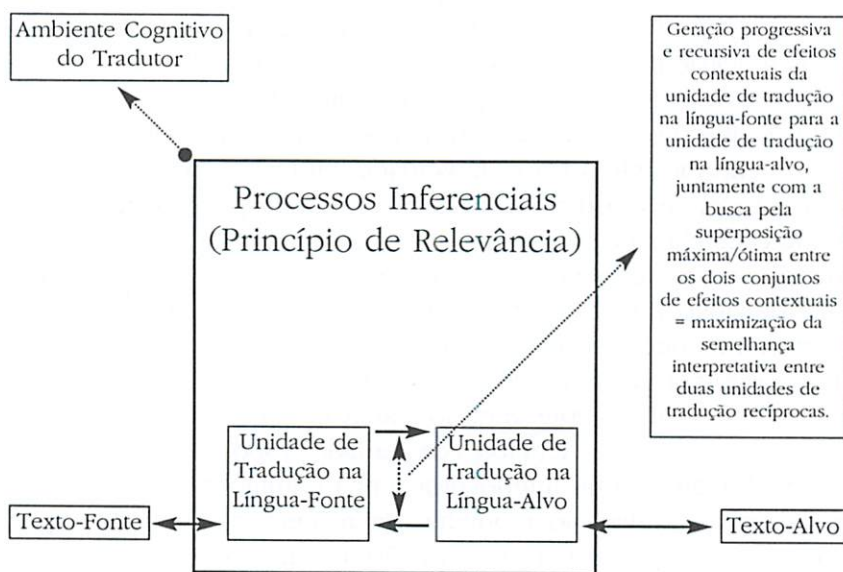 Ambiente Cognitivo
do Tradutor
Geração progressiva
e recursiva de efeitos
contextuais da
unidade de tradução
na língua-fonte para a
unidade de tradução
na língua-alvo,
juntamente com a
busca pela
superposição
máxima/ótima entre
os dois conjuntos
de efeitos contextuais
= maximização da
semelhança
interpretativa entre
duas unidades de
tradução recíprocas.
Processos Inferenciais
(Princípio de Relevância)
Unidade de
Tradução na
Língua-Fonte
Unidade de
Tradução na
Língua-Alvo
Texto-Fonte
Texto-Alvo